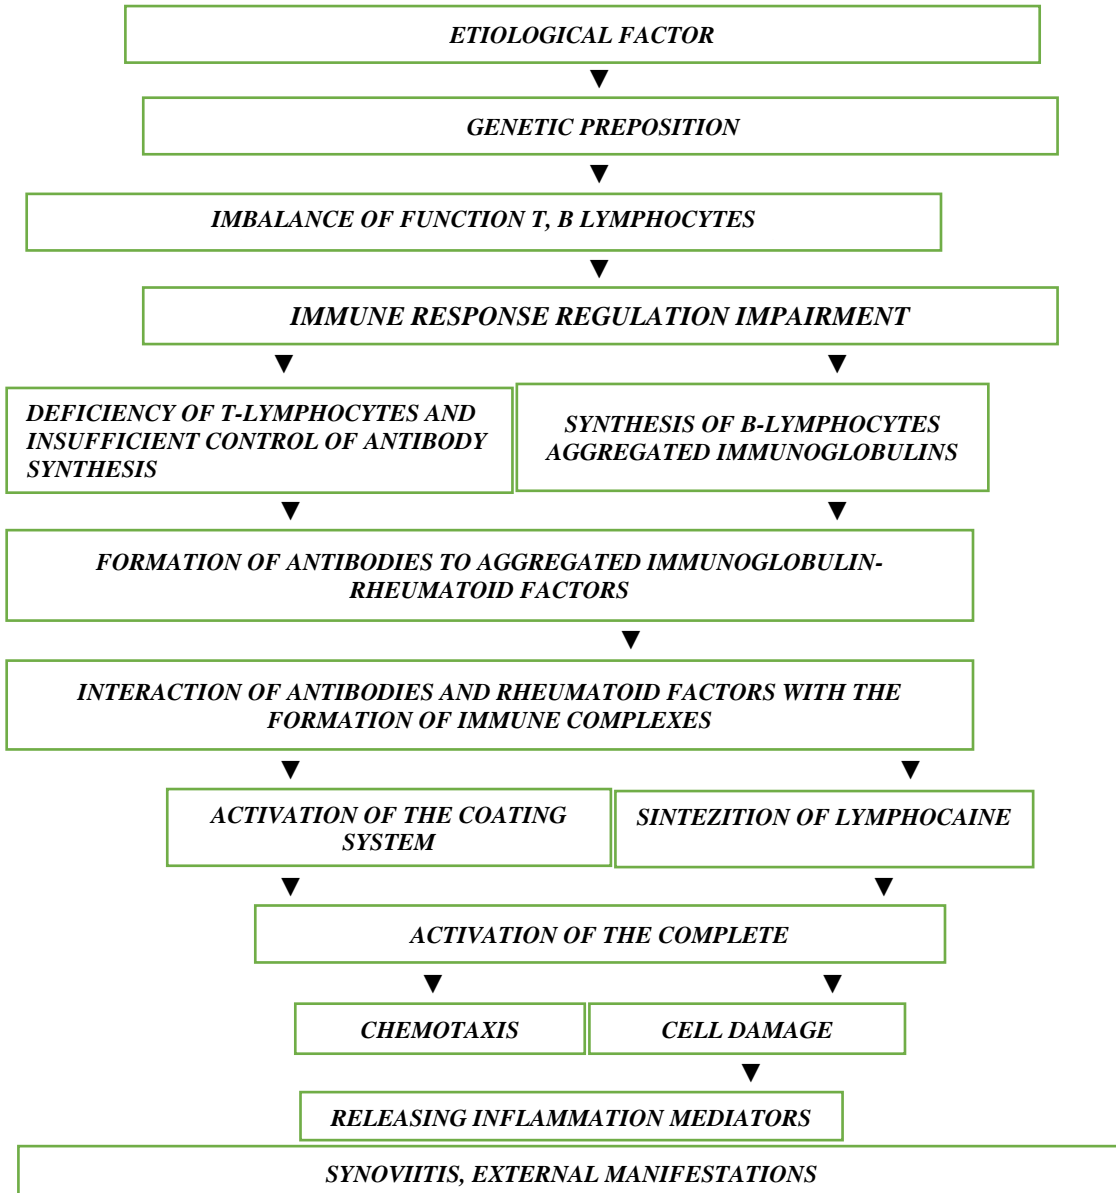 ETIOLOGICAL FACTOR
GENETIC PREPOSITION
IMBALANCE OF FUNCTION T, B LYMPHOCYTES
IMMUNE RESPONSE REGULATION IMPAIRMENT
DEFICIENCY OF T-LYMPHOCYTES AND
INSUFFICIENT CONTROL OF ANTIBODY
SYNTHESIS
SYNTHESIS OF B-LYMPHOCYTES
AGGREGATED IMMUNOGLOBULINS
FORMATION OF ANTIBODIES TO AGGREGATED IMMUNOGLOBULIN-
RHEUMATOID FACTORS
INTERACTION OF ANTIBODIES AND RHEUMATOID FACTORS WITH THE
FORMATION OF IMMUNE COMPLEXES
ACTIVATION OF THE COATING
SYSTEM
SINTEZITION OF LYMPHOCAINE
ACTIVATION OF THE COMPLETE
CHEMOTAXIS
CELL DAMAGE
RELEASING INFLAMMATION MEDIATORS
SYNOVIITIS, EXTERNAL MANIFESTATIONS